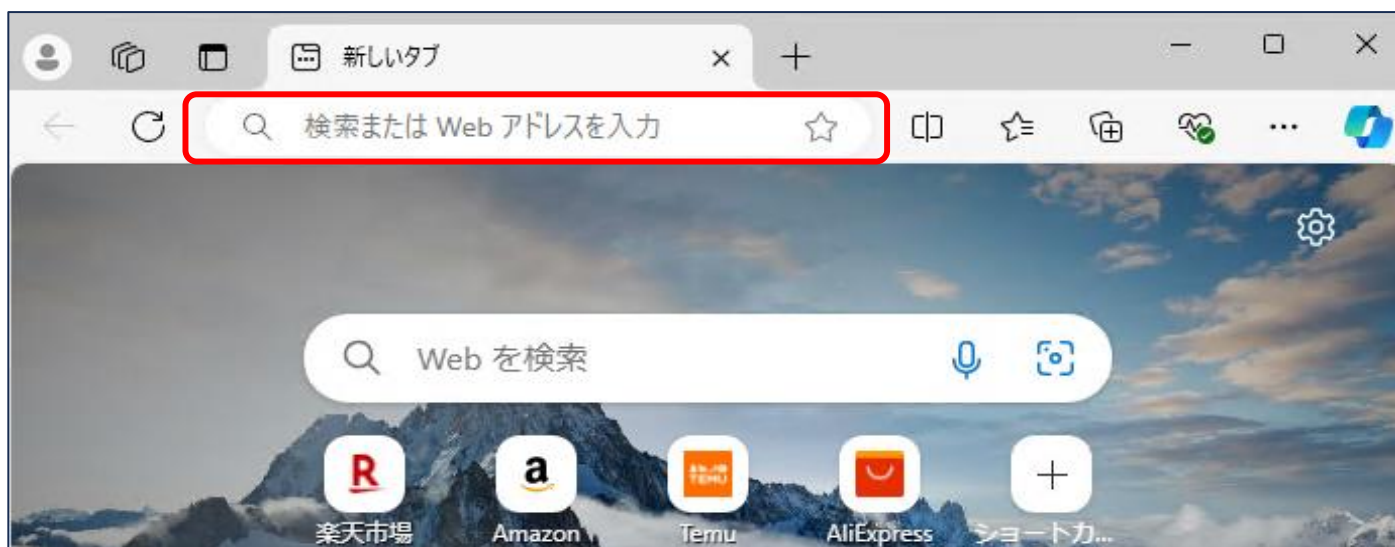 新しいタブ
検索または Web アドレスを入力
Web を検索
R
a
TEMU
楽天市場
Amazon
Temu
AliExpress
ショートカ...